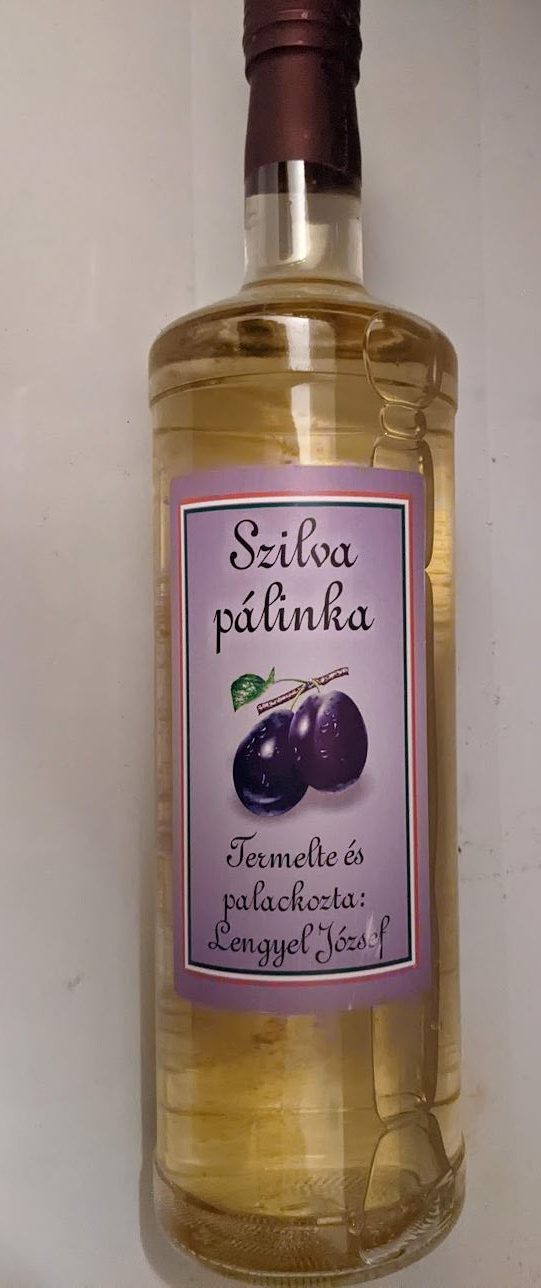 Szilva
pálinka
Termelte és
palackozta:
Lengyel József